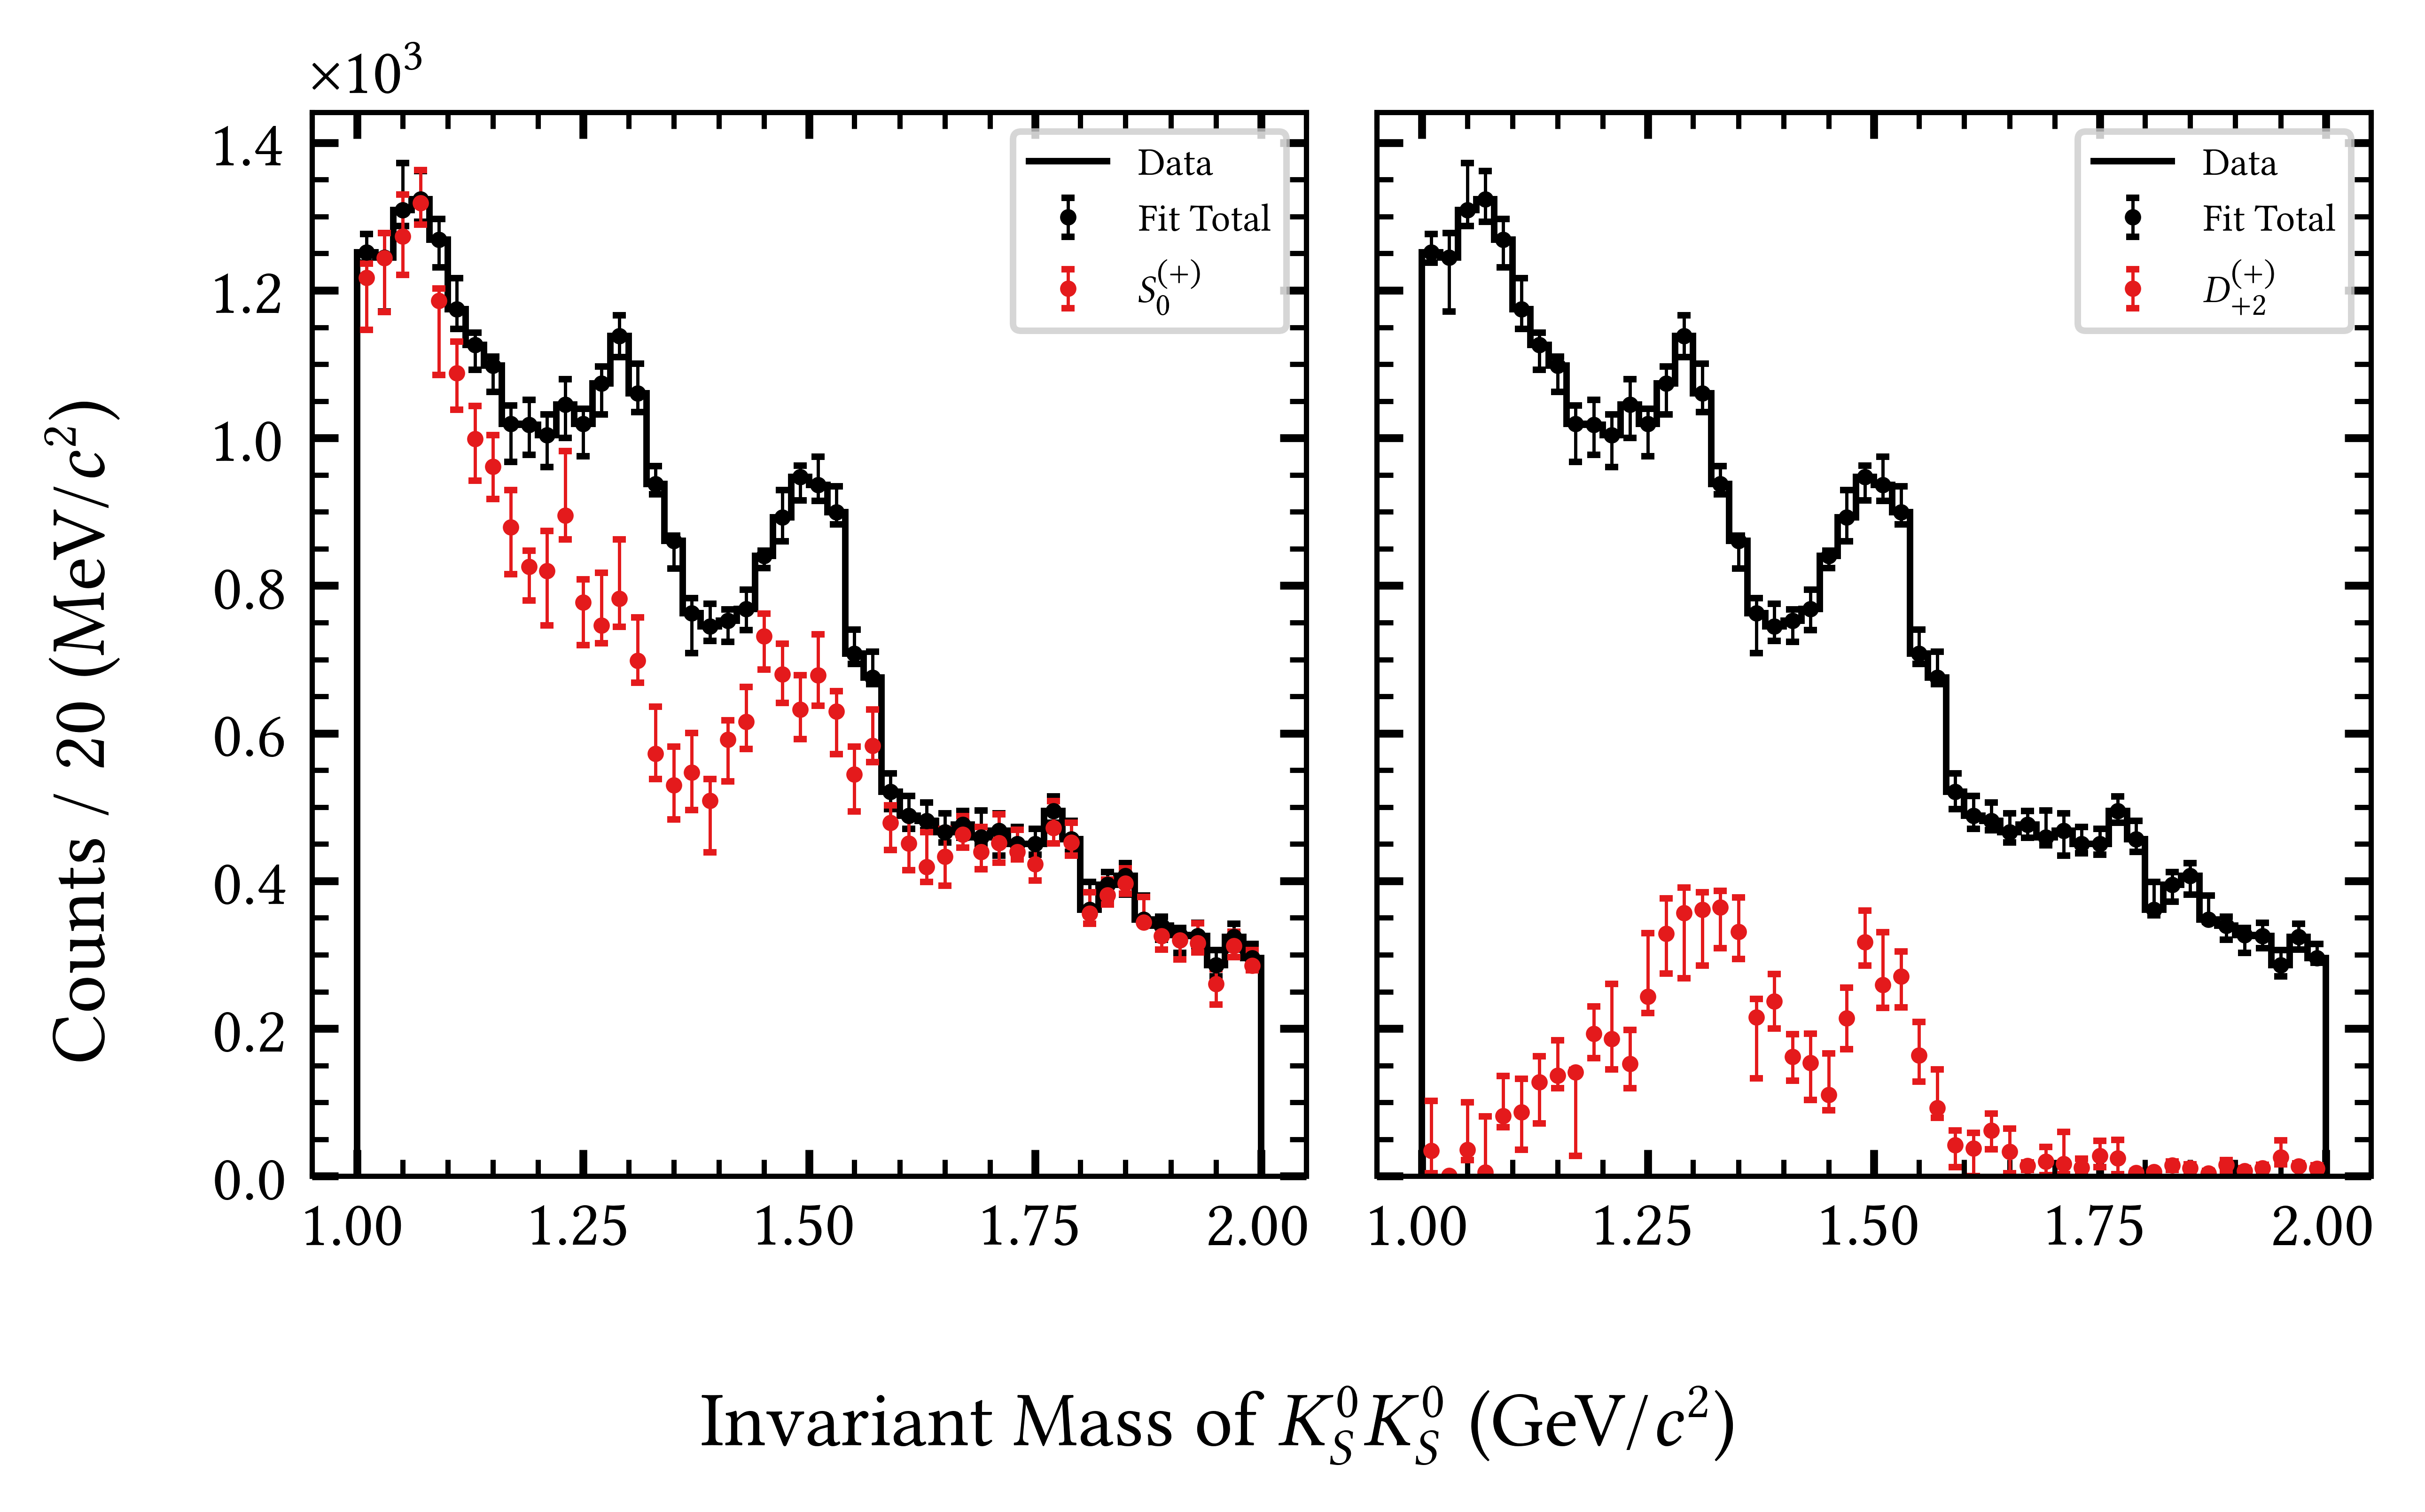 ×10³
1.4
1.2
1.0
0.8
0.6
0.4
0.2
0.0
Counts / 20 (MeV/c²)
Data
Fit Total
S₀⁽⁺⁾
1.00 1.25 1.50 1.75 2.00
Data
Fit Total
D₊₂⁽⁺⁾
1.00 1.25 1.50 1.75 2.00
Invariant Mass of K⁰_S K⁰_S (GeV/c²)